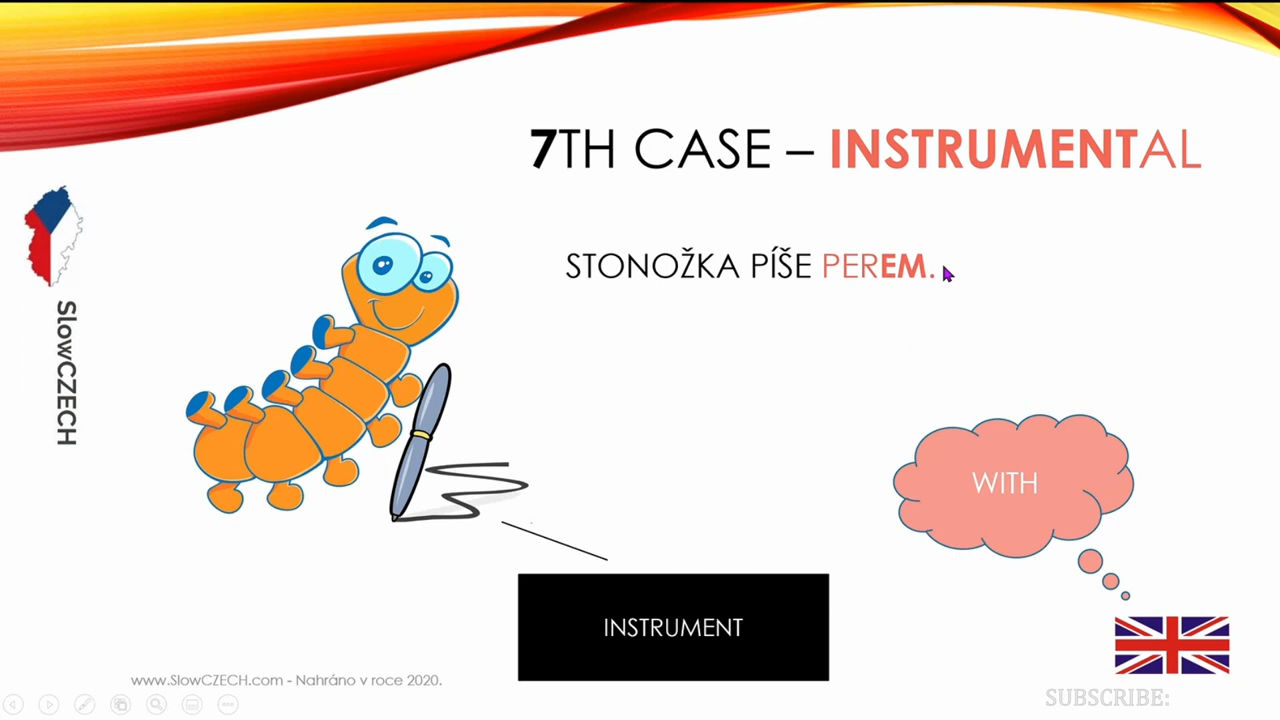 7TH CASE – INSTRUMENTAL
STONOŽKA PÍŠE PEREM.
SlowCZECH
WITH
INSTRUMENT
www.SlowCZECH.com - Nahráno v roce 2020.
SUBSCRIBE: